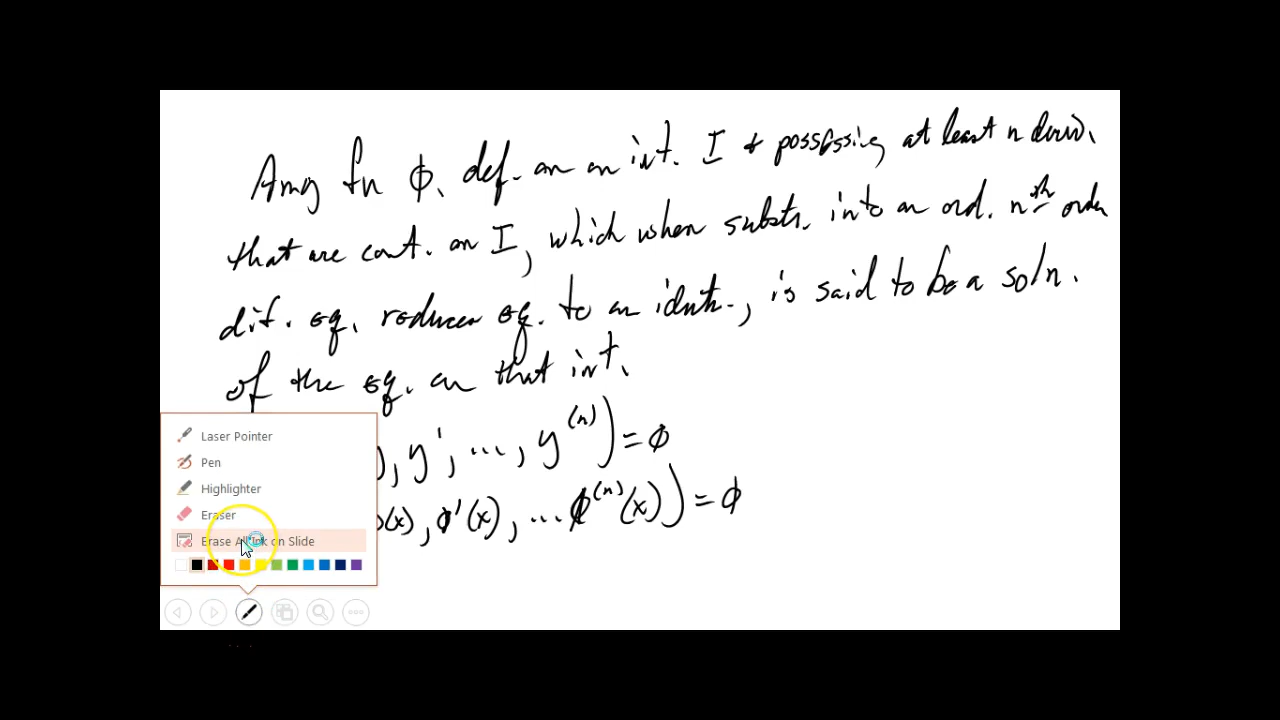 Any fn φ, def. on an int. I & possessing at least n deriv.
that are cont. on I, which when substi. into an ord. nth order
dif. eq. reduces eq. to an ident., is said to be a soln.
of the eq. on that int.
, y', ..., y^(n)) = φ
(x), φ'(x), ... φ^(n)(x)) = φ
Laser Pointer
Pen
Highlighter
Eraser
Erase All Ink on Slide